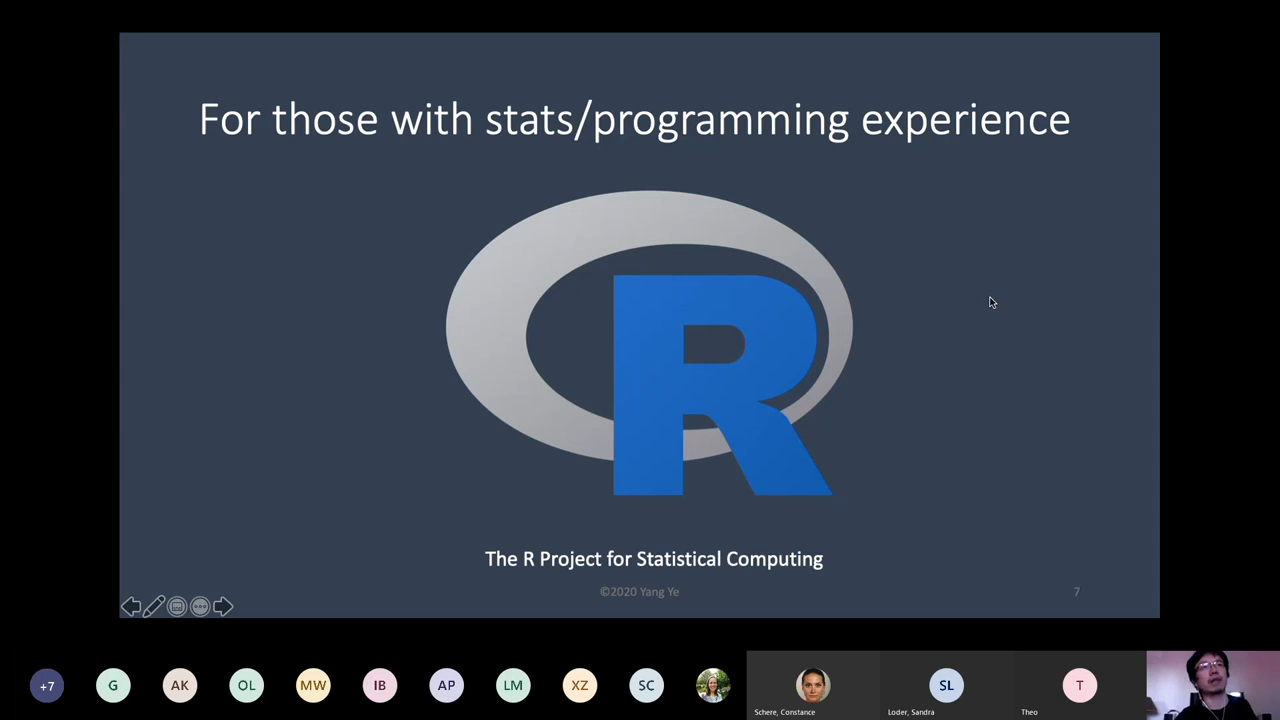 For those with stats/programming experience
R
The R Project for Statistical Computing
©2020 Yang Ye
7
+7
G
AK
OL
MW
IB
AP
LM
XZ
SC
SL
T
Schere, Constance
Loder, Sandra
Theo